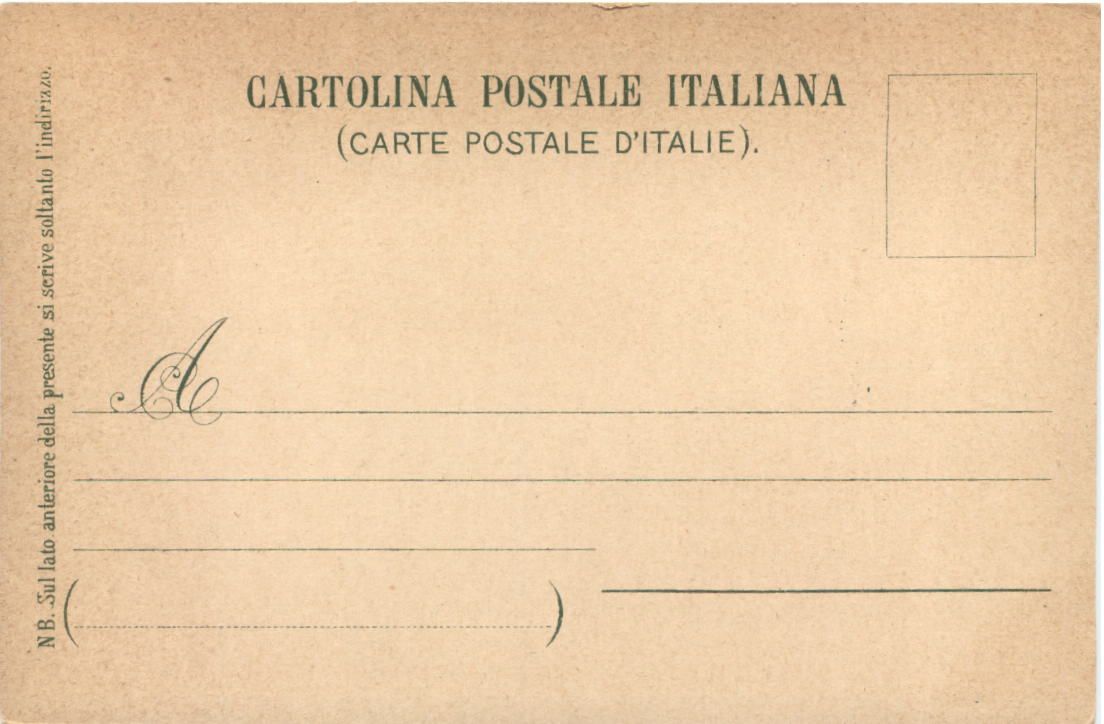 CARTOLINA POSTALE ITALIANA
(CARTE POSTALE D'ITALIE).
A
NB. Sul lato anteriore della presente si scrive soltanto l'indirizzo.